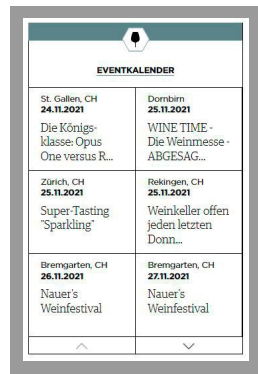 EVENTKALENDER
St. Gallen, CH
24.11.2021
Die Königs-
klasse: Opus
One versus R...
Dornbirn
25.11.2021
WINE TIME -
Die Weinmesse -
ABGESAG...
Zürich, CH
25.11.2021
Super-Tasting
"Sparkling"
Rekingen, CH
25.11.2021
Weinkeller offen
jeden letzten
Donn...
Bremgarten, CH
26.11.2021
Nauer's
Weinfestival
Bremgarten, CH
27.11.2021
Nauer's
Weinfestival